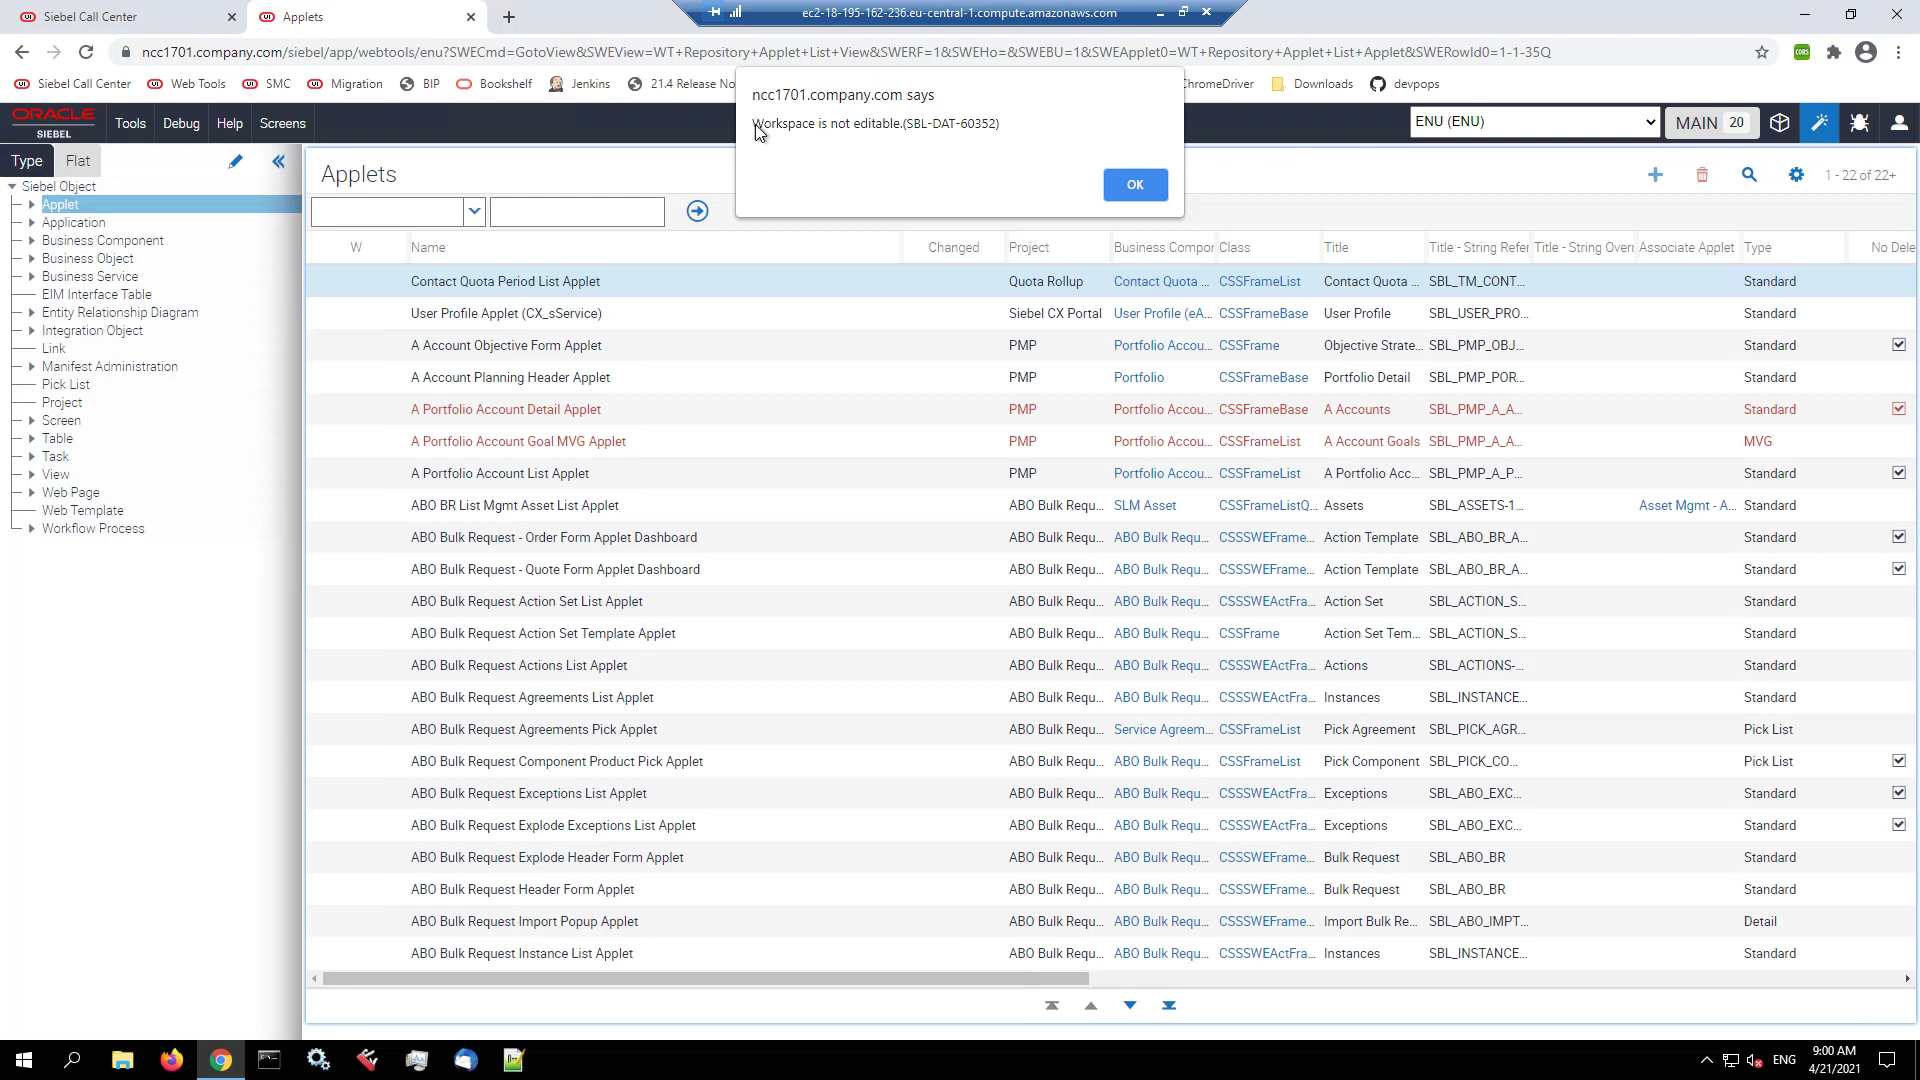 Siebel Call Center
Applets
ec2-18-195-162-236.eu-central-1.compute.amazonaws.com
ncc1701.company.com/siebel/app/webtools/enu?SWECmd=GotoView&SWEView=WT+Repository+Applet+List+View&SWERF=1&SWEHo=&SWEBU=1&SWEApplet0=WT+Repository+Applet+List+Applet&SWERowId0=1-1-35Q
CORS
Siebel Call Center Web Tools SMC Migration BIP Bookshelf Jenkins 21.4 Release No ChromeDriver Downloads devpops
ncc1701.company.com says
Workspace is not editable.(SBL-DAT-60352)
OK
ORACLE
SIEBEL
Tools Debug Help Screens
ENU (ENU)
MAIN 20
Type Flat
Siebel Object
Applet
Application
Business Component
Business Object
Business Service
EIM Interface Table
Entity Relationship Diagram
Integration Object
Link
Manifest Administration
Pick List
Project
Screen
Table
Task
View
Web Page
Web Template
Workflow Process
Applets
1 - 22 of 22+
W Name Changed Project Business Compor Class Title Title - String Refer Title - String Overr Associate Applet Type No Dele
Contact Quota Period List Applet Quota Rollup Contact Quota ... CSSFrameList Contact Quota ... SBL_TM_CONT... Standard
User Profile Applet (CX_sService) Siebel CX Portal User Profile (eA... CSSFrameBase User Profile SBL_USER_PRO... Standard
A Account Objective Form Applet PMP Portfolio Accou... CSSFrame Objective Strate... SBL_PMP_OBJ... Standard
A Account Planning Header Applet PMP Portfolio CSSFrameBase Portfolio Detail SBL_PMP_POR... Standard
A Portfolio Account Detail Applet PMP Portfolio Accou... CSSFrameBase A Accounts SBL_PMP_A_A... Standard
A Portfolio Account Goal MVG Applet PMP Portfolio Accou... CSSFrameList A Account Goals SBL_PMP_A_A... MVG
A Portfolio Account List Applet PMP Portfolio Accou... CSSFrameList A Portfolio Acc... SBL_PMP_A_P... Standard
ABO BR List Mgmt Asset List Applet ABO Bulk Requ... SLM Asset CSSFrameListQ... Assets SBL_ASSETS-1... Asset Mgmt - A... Standard
ABO Bulk Request - Order Form Applet Dashboard ABO Bulk Requ... ABO Bulk Requ... CSSSWEFrame... Action Template SBL_ABO_BR_A... Standard
ABO Bulk Request - Quote Form Applet Dashboard ABO Bulk Requ... ABO Bulk Requ... CSSSWEFrame... Action Template SBL_ABO_BR_A... Standard
ABO Bulk Request Action Set List Applet ABO Bulk Requ... ABO Bulk Requ... CSSSWEActFra... Action Set SBL_ACTION_S... Standard
ABO Bulk Request Action Set Template Applet ABO Bulk Requ... ABO Bulk Requ... CSSFrame Action Set Tem... SBL_ACTION_S... Standard
ABO Bulk Request Actions List Applet ABO Bulk Requ... ABO Bulk Requ... CSSSWEActFra... Actions SBL_ACTIONS-... Standard
ABO Bulk Request Agreements List Applet ABO Bulk Requ... ABO Bulk Requ... CSSSWEActFra... Instances SBL_INSTANCE... Standard
ABO Bulk Request Agreements Pick Applet ABO Bulk Requ... Service Agreem... CSSFrameList Pick Agreement SBL_PICK_AGR... Pick List
ABO Bulk Request Component Product Pick Applet ABO Bulk Requ... ABO Bulk Requ... CSSFrameList Pick Component SBL_PICK_CO... Pick List
ABO Bulk Request Exceptions List Applet ABO Bulk Requ... ABO Bulk Requ... CSSSWEActFra... Exceptions SBL_ABO_EXC... Standard
ABO Bulk Request Explode Exceptions List Applet ABO Bulk Requ... ABO Bulk Requ... CSSSWEActFra... Exceptions SBL_ABO_EXC... Standard
ABO Bulk Request Explode Header Form Applet ABO Bulk Requ... ABO Bulk Requ... CSSSWEFrame... Bulk Request SBL_ABO_BR Standard
ABO Bulk Request Header Form Applet ABO Bulk Requ... ABO Bulk Requ... CSSSWEFrame... Bulk Request SBL_ABO_BR Standard
ABO Bulk Request Import Popup Applet ABO Bulk Requ... ABO Bulk Requ... CSSSWEFrame... Import Bulk Re... SBL_ABO_IMPT... Detail
ABO Bulk Request Instance List Applet ABO Bulk Requ... ABO Bulk Requ... CSSSWEActFra... Instances SBL_INSTANCE... Standard
ENG
9:00 AM
4/21/2021